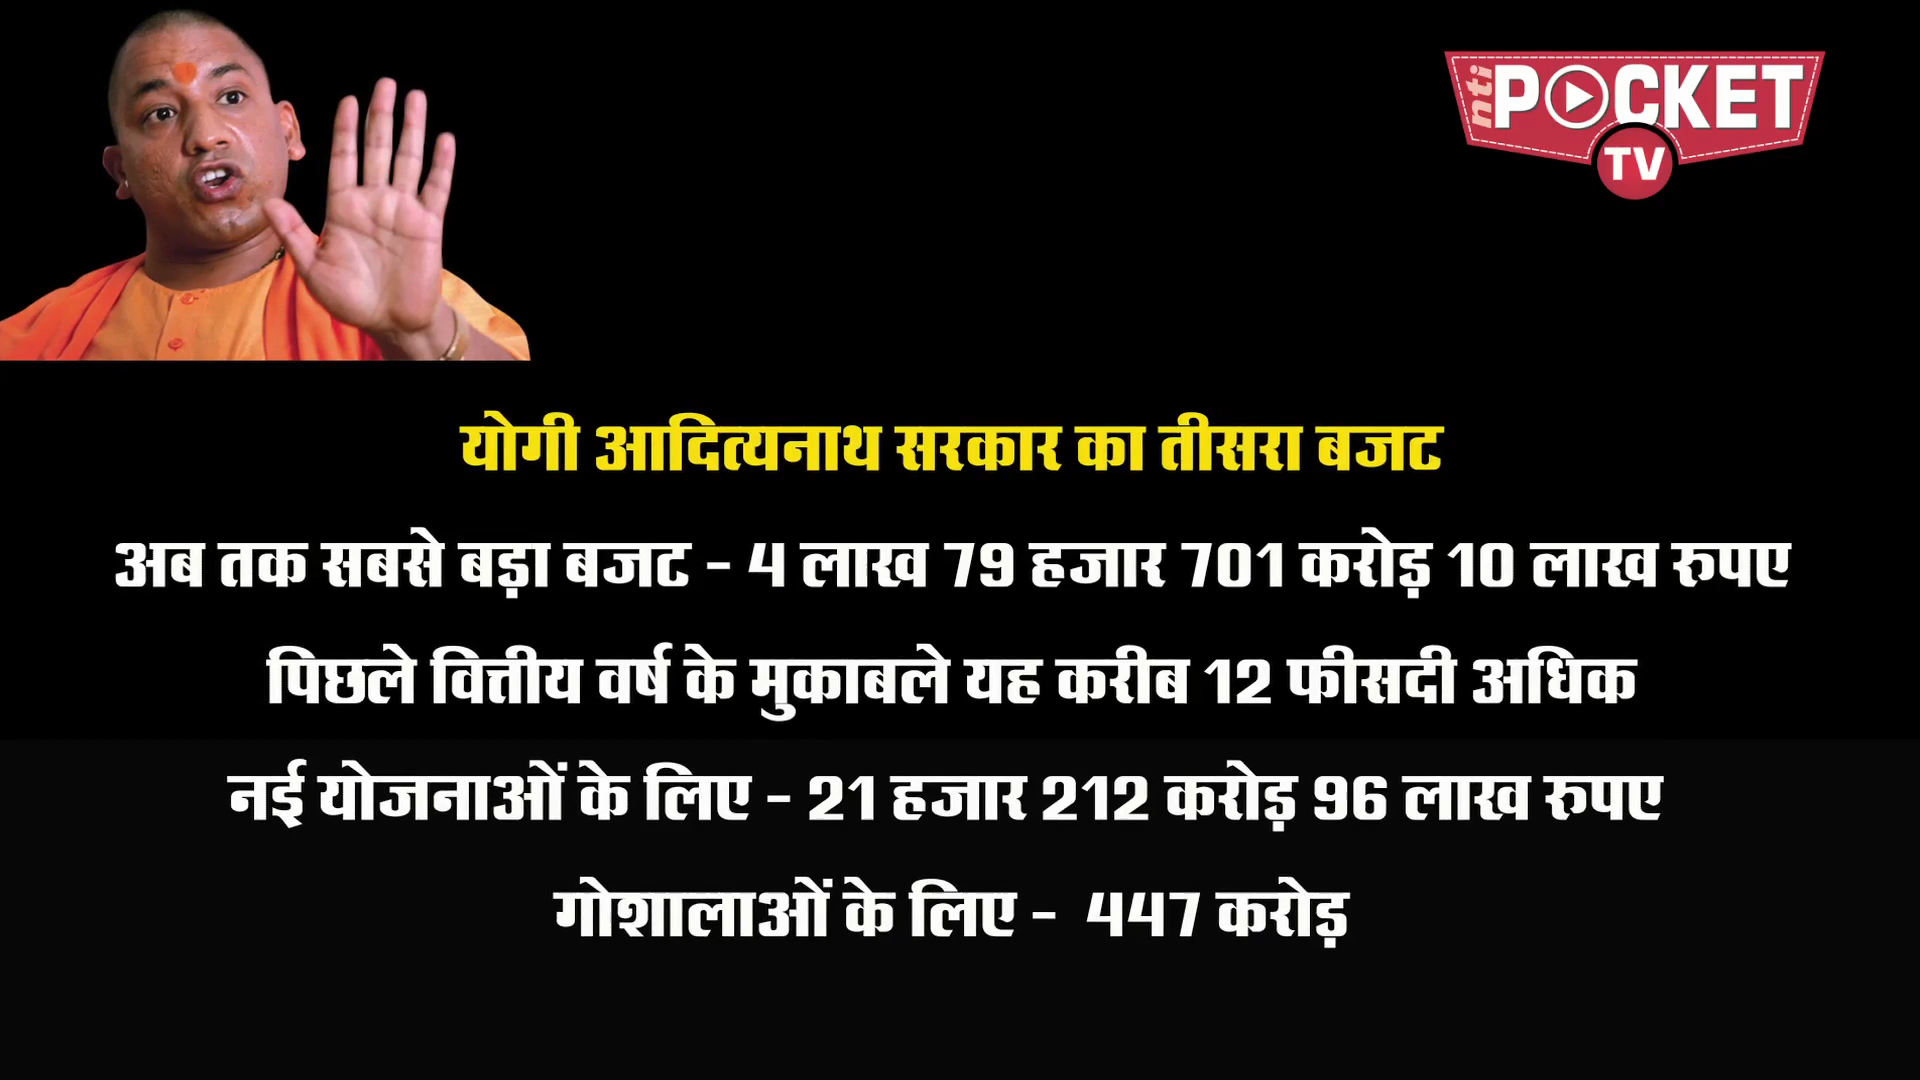 nti POCKET
TV
योगी आदित्यनाथ सरकार का तीसरा बजट
अब तक सबसे बड़ा बजट - 4 लाख 79 हजार 701 करोड़ 10 लाख रुपए
पिछले वित्तीय वर्ष के मुकाबले यह करीब 12 फीसदी अधिक
नई योजनाओं के लिए - 21 हजार 212 करोड़ 96 लाख रुपए
गोशालाओं के लिए - 447 करोड़